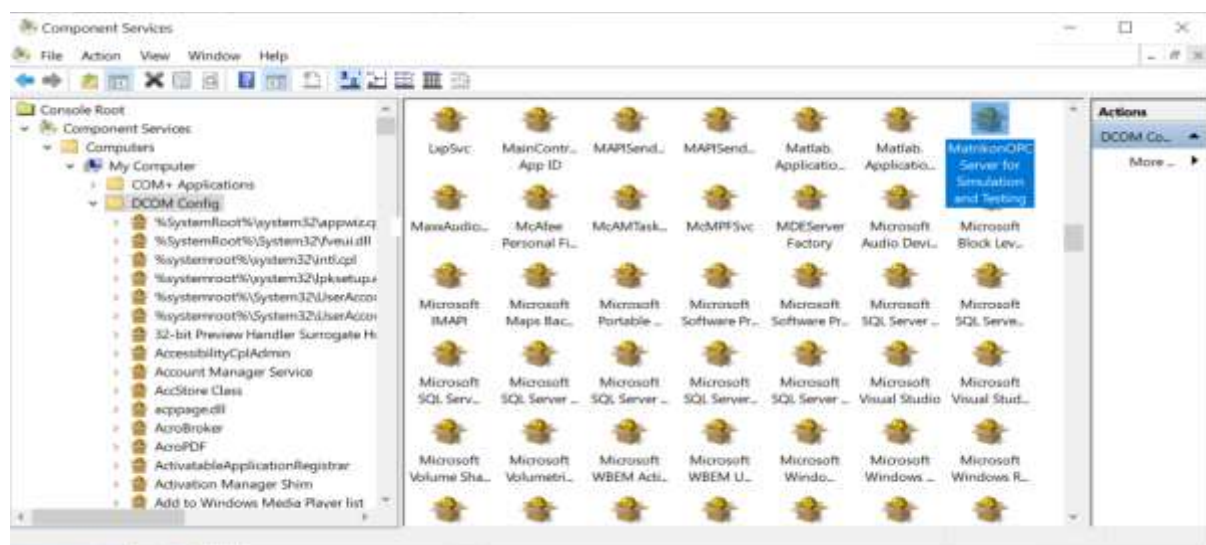 Component Services
File Action View Window Help
Console Root
Component Services
Computers
My Computer
COM+ Applications
DCOM Config
%SystemRoot%\system32\appwiz.cp
%SystemRoot%\System32\fveui.dll
%systemroot%\system32\intl.cpl
%systemroot%\system32\lpksetup.e
%systemroot%\System32\UserAccou
%systemroot%\System32\UserAccou
32-bit Preview Handler Surrogate Ho
AccessibilityCplAdmin
Account Manager Service
AccStore Class
acppage.dll
AcroBroker
AcroPDF
ActivatableApplicationRegistrar
Activation Manager Shim
Add to Windows Media Player list
LxpSvc MainContr... MAPISend... MAPISend... Matlab. Matlab. MatrikonOPC
App ID Applicatio... Applicatio... Server for
Simulation
and Testing
MaxxAudio... McAfee McAMTask... McMPFSvc MDEServer Microsoft Microsoft
Personal Fi... Factory Audio Devi... Block Lev...
Microsoft Microsoft Microsoft Microsoft Microsoft Microsoft Microsoft
IMAPI Maps Bac... Portable ... Software Pr... Software Pr... SQL Server ... SQL Serve...
Microsoft Microsoft Microsoft Microsoft Microsoft Microsoft Microsoft
SQL Serv... SQL Server ... SQL Server ... SQL Server... SQL Server ... Visual Studio Visual Stud...
Microsoft Microsoft Microsoft Microsoft Microsoft Microsoft Microsoft
Volume Sha... Volumetri... WBEM Acti... WBEM U... Windo... Windows ... Windows R...
Actions
DCOM Co...
More ...